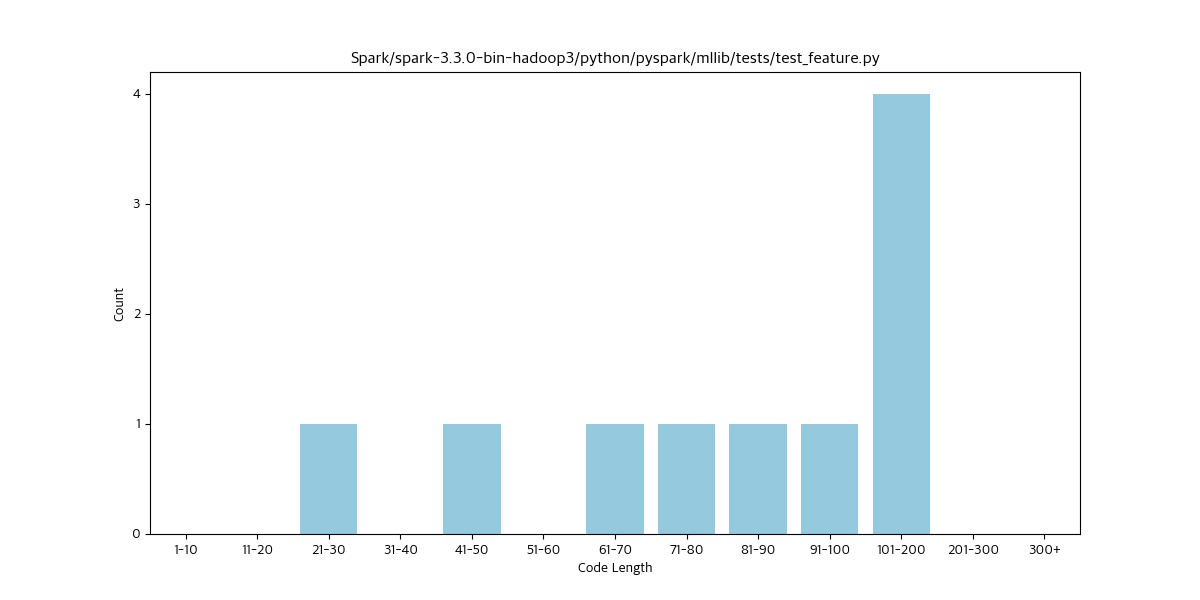 Spark/spark-3.3.0-bin-hadoop3/python/pyspark/mllib/tests/test_feature.py
4
3
2
1
0
Count
1-10 11-20 21-30 31-40 41-50 51-60 61-70 71-80 81-90 91-100 101-200 201-300 300+
Code Length